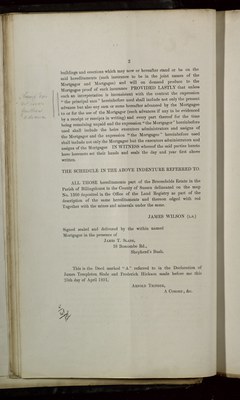 2
buildings and erections which may now or hereafter stand or be on the
said hereditaments (such insurances to be in the joint names of the
Mortgagor and Mortgagee) and will on demand produce to the
Mortgagee proof of such insurance PROVIDED LASTLY that unless
such an interpretation is inconsistent with the context the expression
"the principal sum" hereinbefore used shall include not only the present
advance but also any sum or sums hereafter advanced by the Mortgagee
to or for the use of the Mortgagor (such advances if any to be evidenced
by a receipt or receipts in writing) and every part thereof for the time
being remaining unpaid and the expression "the Mortgagor" hereinbefore
used shall include the heirs executors administrators and assigns of
the Mortgagor and the expression "the Mortgagee" hereinbefore used
shall include not only the Mortgagee but the executors administrators and
assigns of the Mortgagee IN WITNESS whereof the said parties hereto
have hereunto set their hands and seals the day and year first above
written.
THE SCHEDULE IN THE ABOVE INDENTURE REFERRED TO.
ALL THOSE hereditaments part of the Estate in the
Parish of in the County of Sussex delineated on the map
No. deposited in the Office of the Land Registry as part of the
description of the same hereditaments and thereon edged with red
Together with the mines and minerals under the same.
JAMES WILSON (L.S.)
Signed sealed and delivered by the within named
Mortgagor in the presence of
T.
Rd.,
Shepherd's Bush.
This is the Deed marked "A" referred to in the Declaration of
James Templeton and Frederick made before me this
day of April
A Commr., &c.